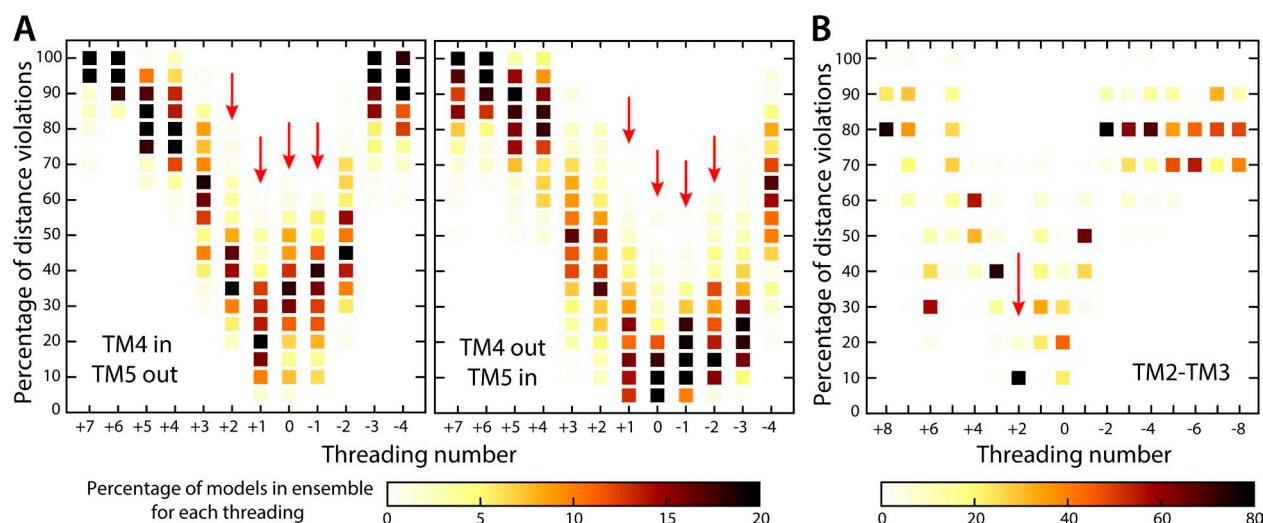 A
B
Percentage of distance violations
100
90
80
70
60
50
40
30
20
10
0
TM4 in
TM5 out
TM4 out
TM5 in
+7 +6 +5 +4 +3 +2 +1 0 -1 -2 -3 -4
+7 +6 +5 +4 +3 +2 +1 0 -1 -2 -3 -4
Threading number
Percentage of models in ensemble
for each threading
0 5 10 15 20
Percentage of distance violations
100
90
80
70
60
50
40
30
20
10
0
TM2-TM3
+8 +6 +4 +2 0 -2 -4 -6 -8
Threading number
0 20 40 60 80